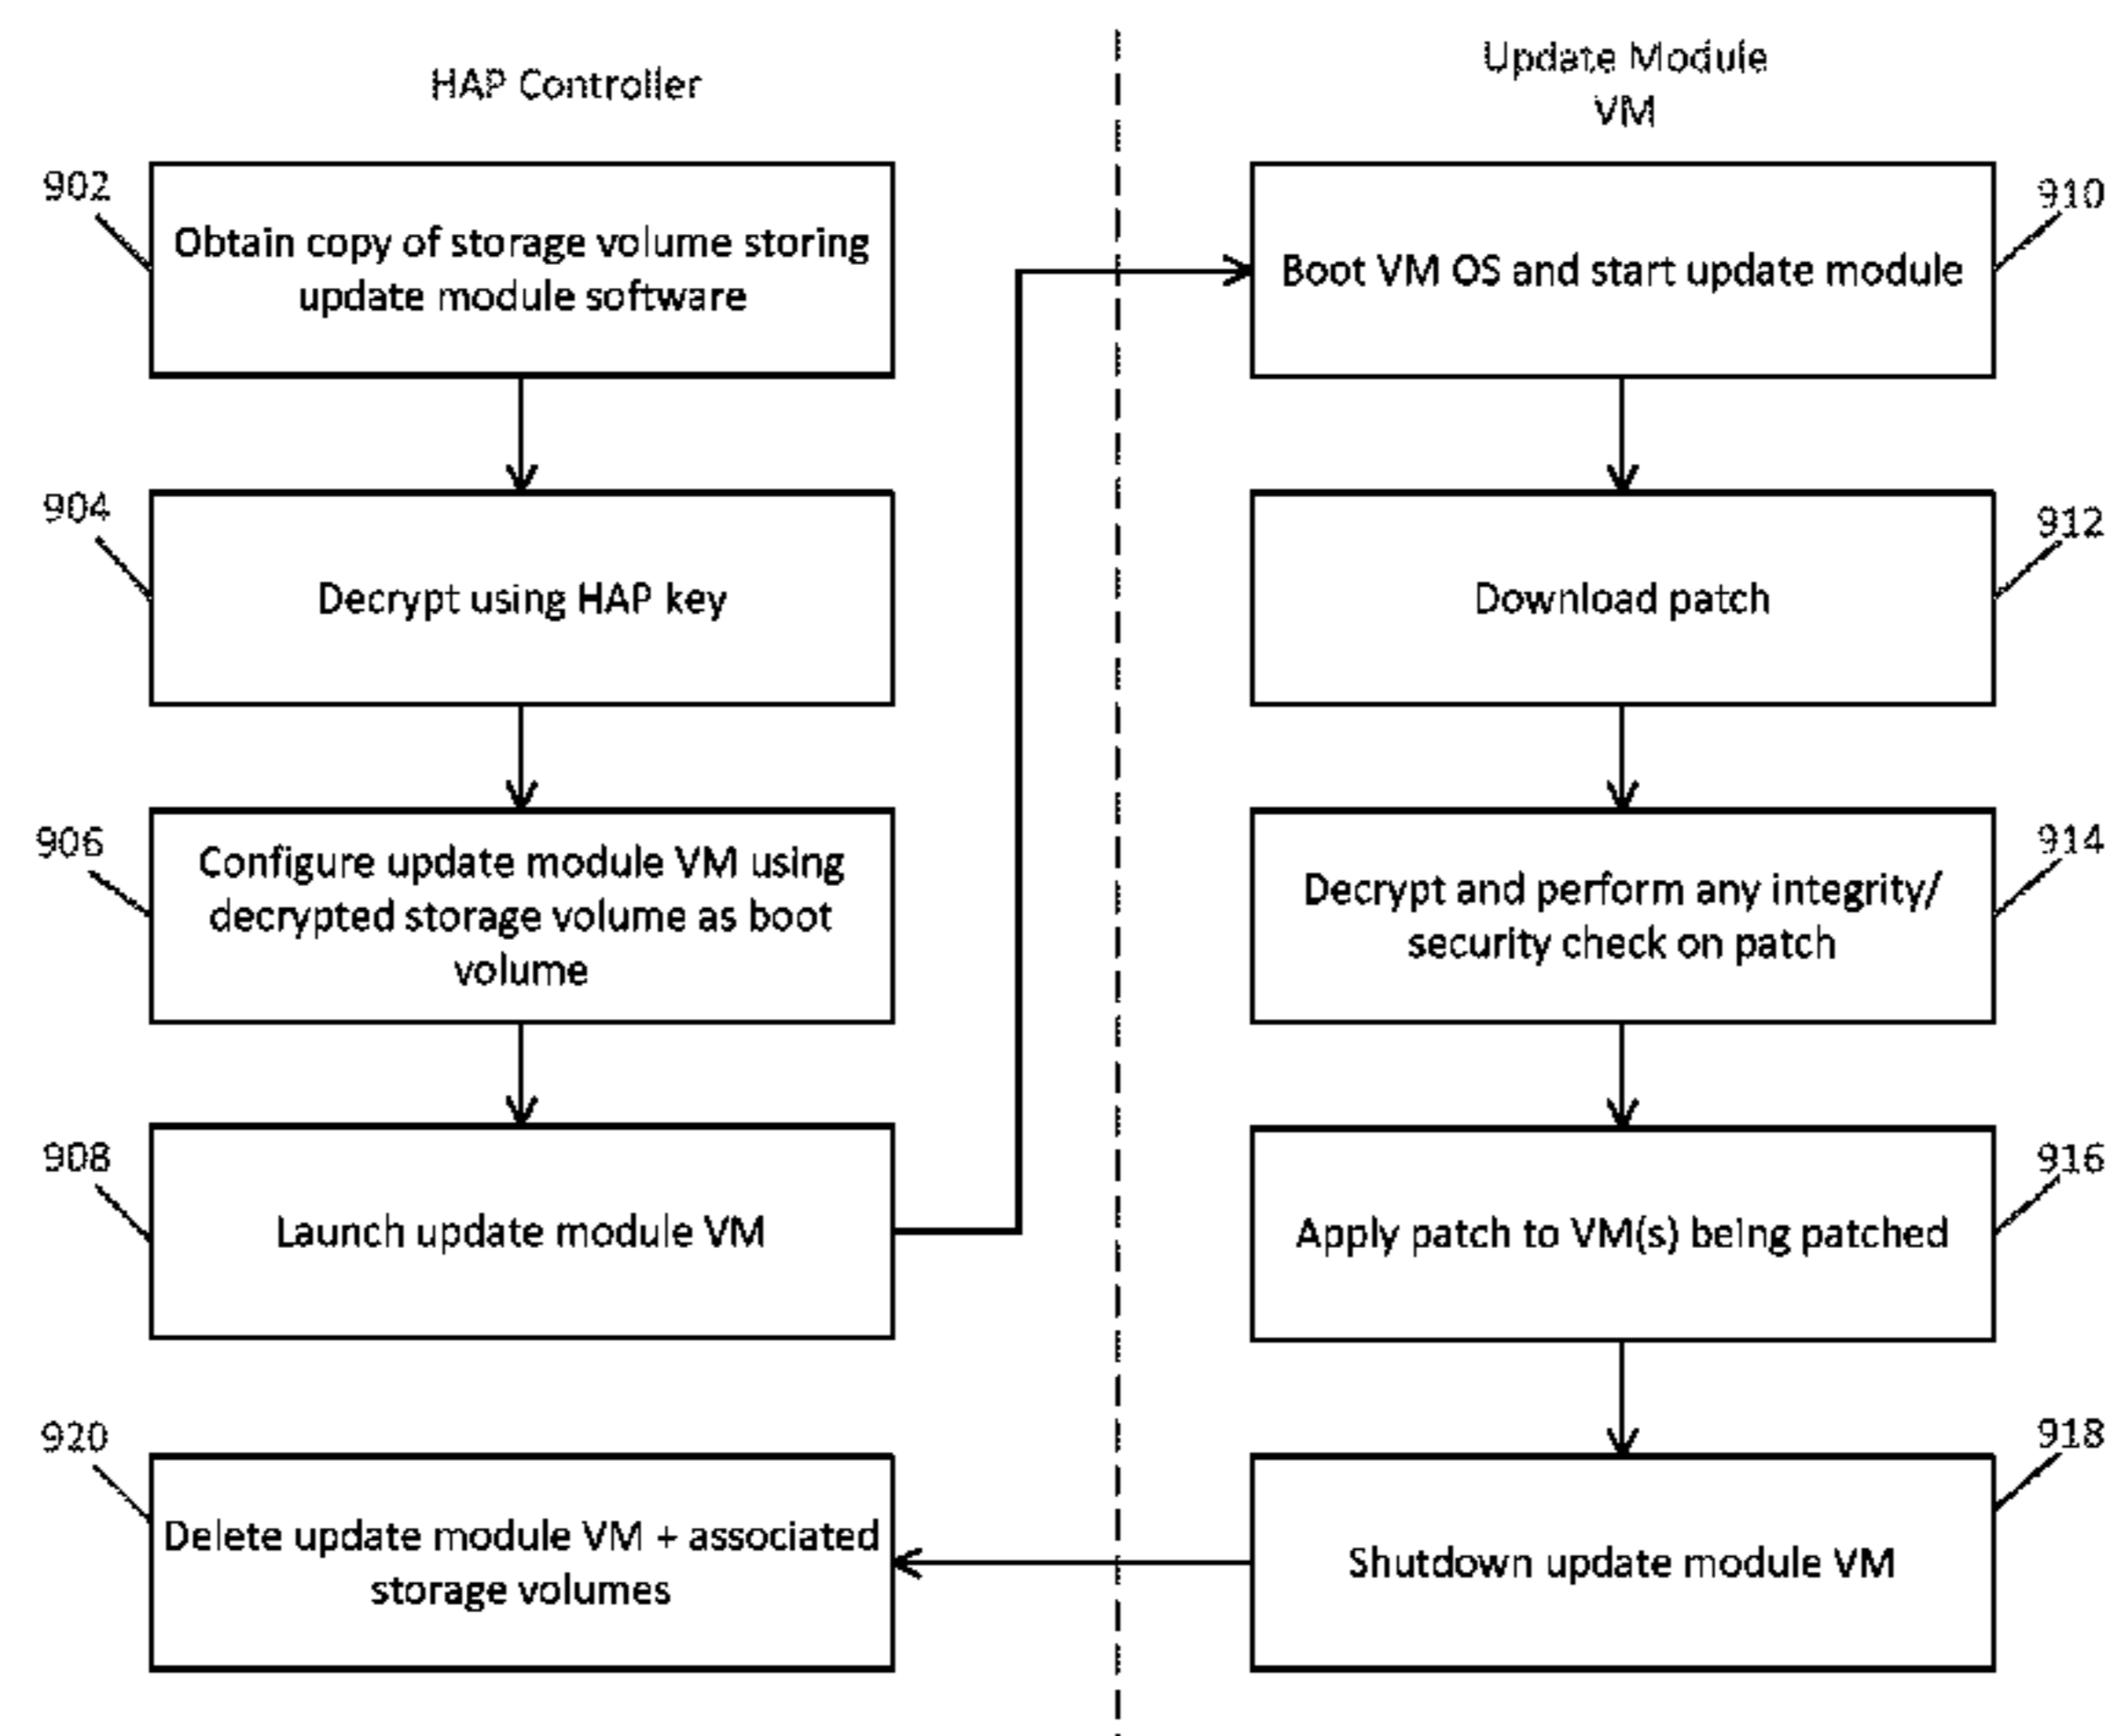 HAP Controller
902
Obtain copy of storage volume storing
update module software
904
Decrypt using HAP key
906
Configure update module VM using
decrypted storage volume as boot
volume
908
Launch update module VM
920
Delete update module VM + associated
storage volumes
Update Module
VM
910
Boot VM OS and start update module
912
Download patch
914
Decrypt and perform any integrity/
security check on patch
916
Apply patch to VM(s) being patched
918
Shutdown update module VM